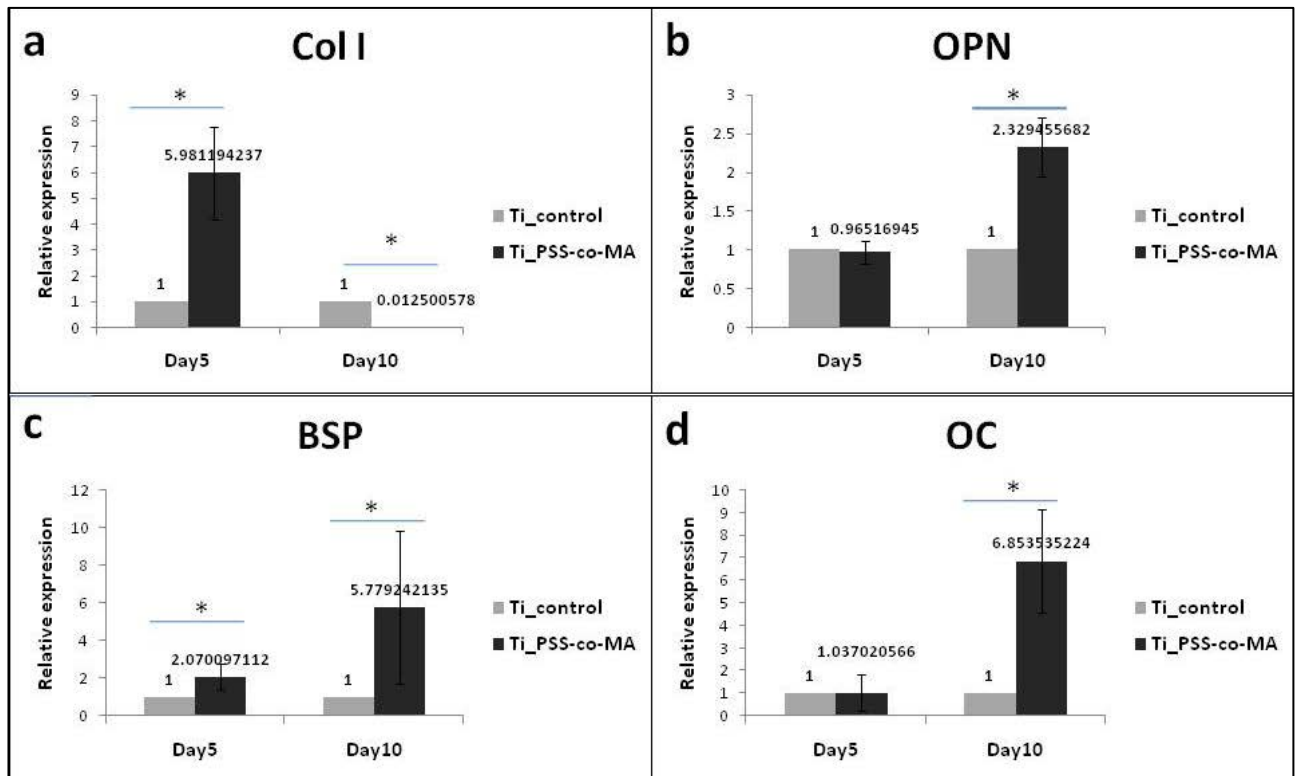 a
Col I
Relative expression
9
8
7
6
5
4
3
2
1
0
*
5.981194237
1
*
1
0.012500578
Day5 Day10
Ti_control
Ti_PSS-co-MA
b
OPN
Relative expression
3
2.5
2
1.5
1
0.5
0
1 0.96516945
*
2.329455682
1
Day5 Day10
Ti_control
Ti_PSS-co-MA
c
BSP
Relative expression
12
10
8
6
4
2
0
*
2.070097112
1
*
5.779242135
1
Day5 Day10
Ti_control
Ti_PSS-co-MA
d
OC
Relative expression
10
9
8
7
6
5
4
3
2
1
0
1.037020566
1
*
6.853535224
1
Day5 Day10
Ti_control
Ti_PSS-co-MA